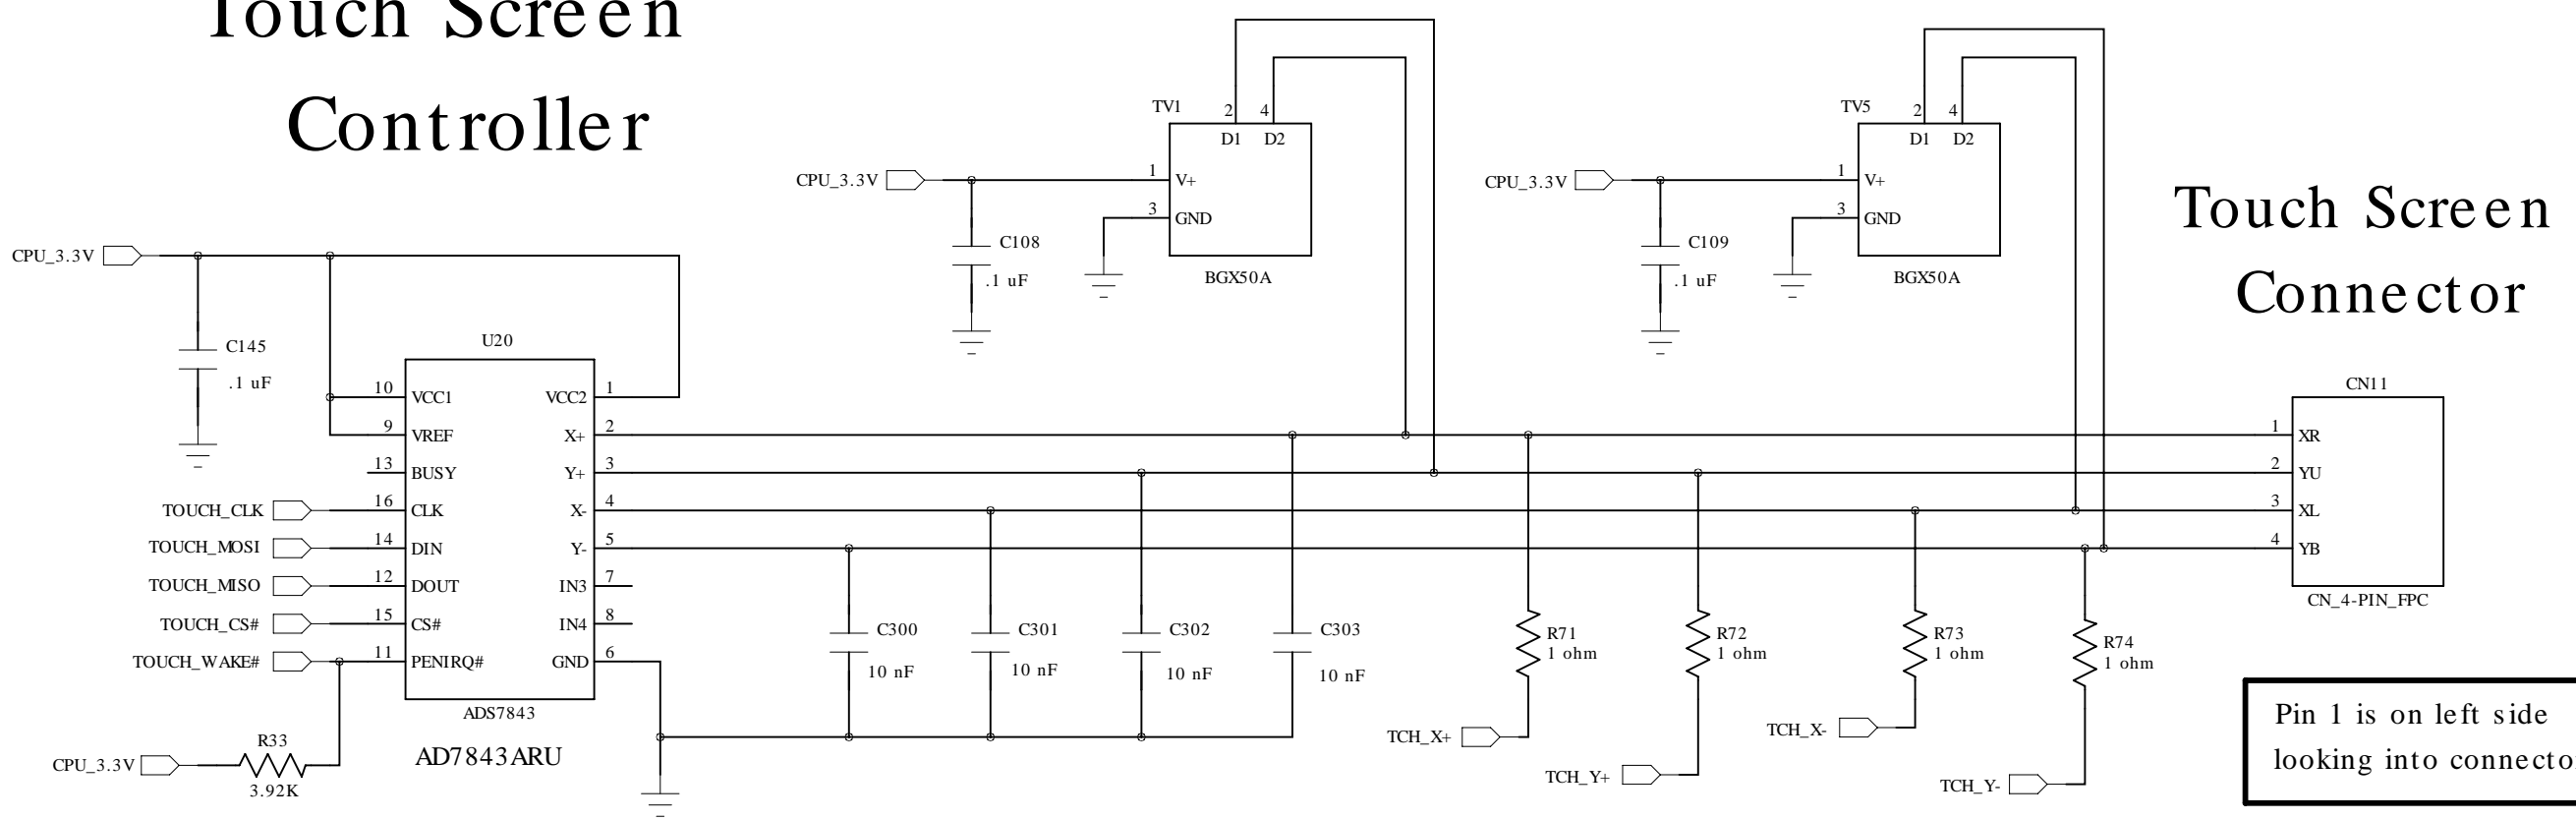 Touch Screen
Controller
TV1
2
4
D1
D2
CPU_3.3V
1
V+
3
GND
C108
.1 uF
BGX50A
TV5
2
4
D1
D2
CPU_3.3V
1
V+
3
GND
C109
.1 uF
BGX50A
Touch Screen
Connector
CPU_3.3V
C145
.1 uF
U20
10
VCC1
VCC2
1
9
VREF
X+
2
13
BUSY
Y+
3
TOUCH_CLK
16
CLK
X-
4
TOUCH_MOSI
14
DIN
Y-
5
TOUCH_MISO
12
DOUT
IN3
7
TOUCH_CS#
15
CS#
IN4
8
TOUCH_WAKE#
11
PENIRQ#
GND
6
ADS7843
AD7843ARU
CPU_3.3V
R33
3.92K
C300
10 nF
C301
10 nF
C302
10 nF
C303
10 nF
R71
1 ohm
R72
1 ohm
R73
1 ohm
R74
1 ohm
TCH_X+
TCH_Y+
TCH_X-
TCH_Y-
CN11
1
XR
2
YU
3
XL
4
YB
CN_4-PIN_FPC
Pin 1 is on left side
looking into connecto